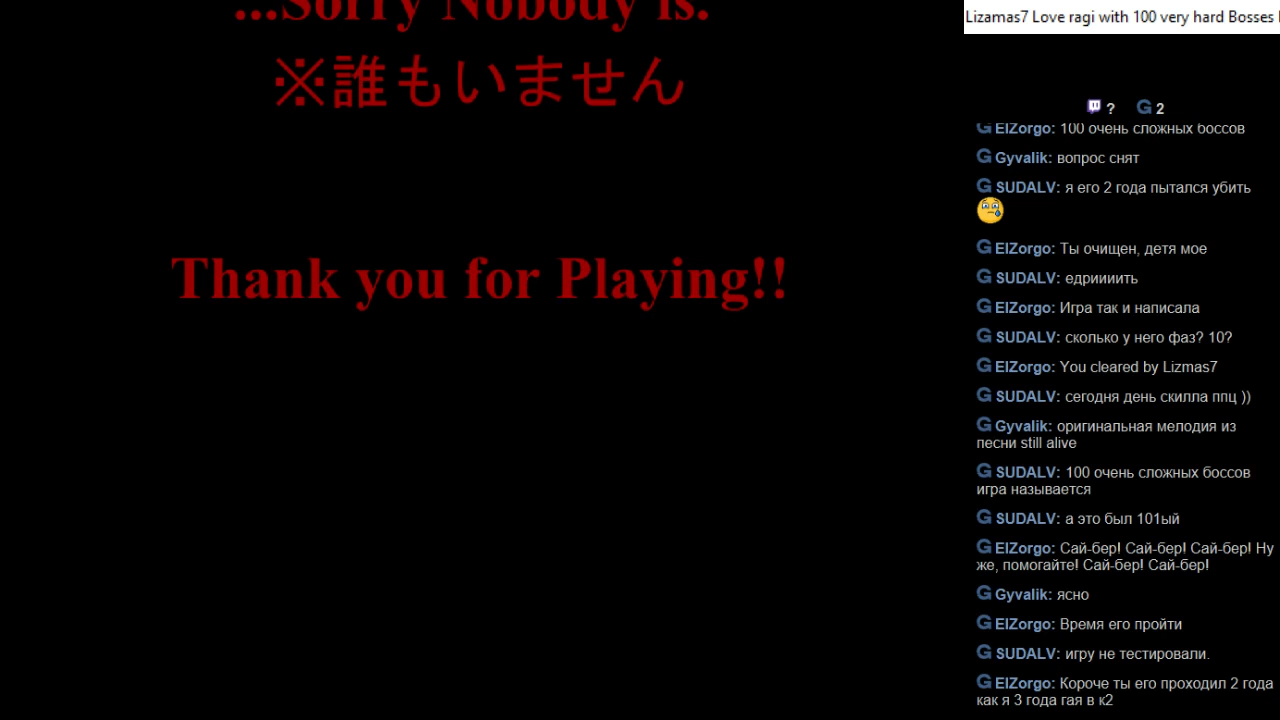 ...Sorry Nobody is.
※誰もいません
Thank you for Playing!!
Lizamas7 Love ragi with 100 very hard Bosses
? G 2
G ElZorgo: 100 очень сложных боссов
G Gyvalik: вопрос снят
G SUDALV: я его 2 года пытался убить
G ElZorgo: Ты очищен, детя мое
G SUDALV: едриииить
G ElZorgo: Игра так и написала
G SUDALV: сколько у него фаз? 10?
G ElZorgo: You cleared by Lizmas7
G SUDALV: сегодня день скилла ппц ))
G Gyvalik: оригинальная мелодия из
песни still alive
G SUDALV: 100 очень сложных боссов
игра называется
G SUDALV: а это был 101ый
G ElZorgo: Сай-бер! Сай-бер! Сай-бер! Ну
же, помогайте! Сай-бер! Сай-бер!
G Gyvalik: ясно
G ElZorgo: Время его пройти
G SUDALV: игру не тестировали.
G ElZorgo: Короче ты его проходил 2 года
как я 3 года гая в к2